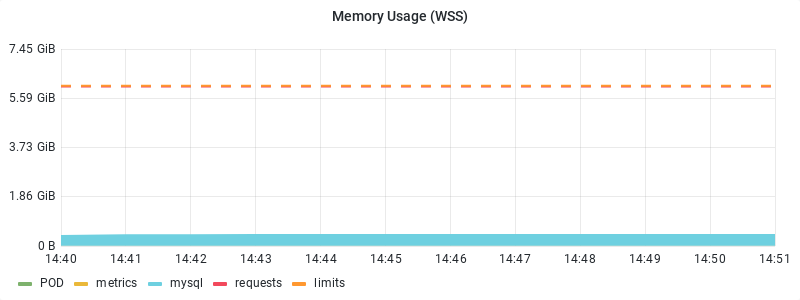 Memory Usage (WSS)
7.45 GiB
5.59 GiB
3.73 GiB
1.86 GiB
0 B
14:40 14:41 14:42 14:43 14:44 14:45 14:46 14:47 14:48 14:49 14:50 14:51
POD metrics mysql requests limits